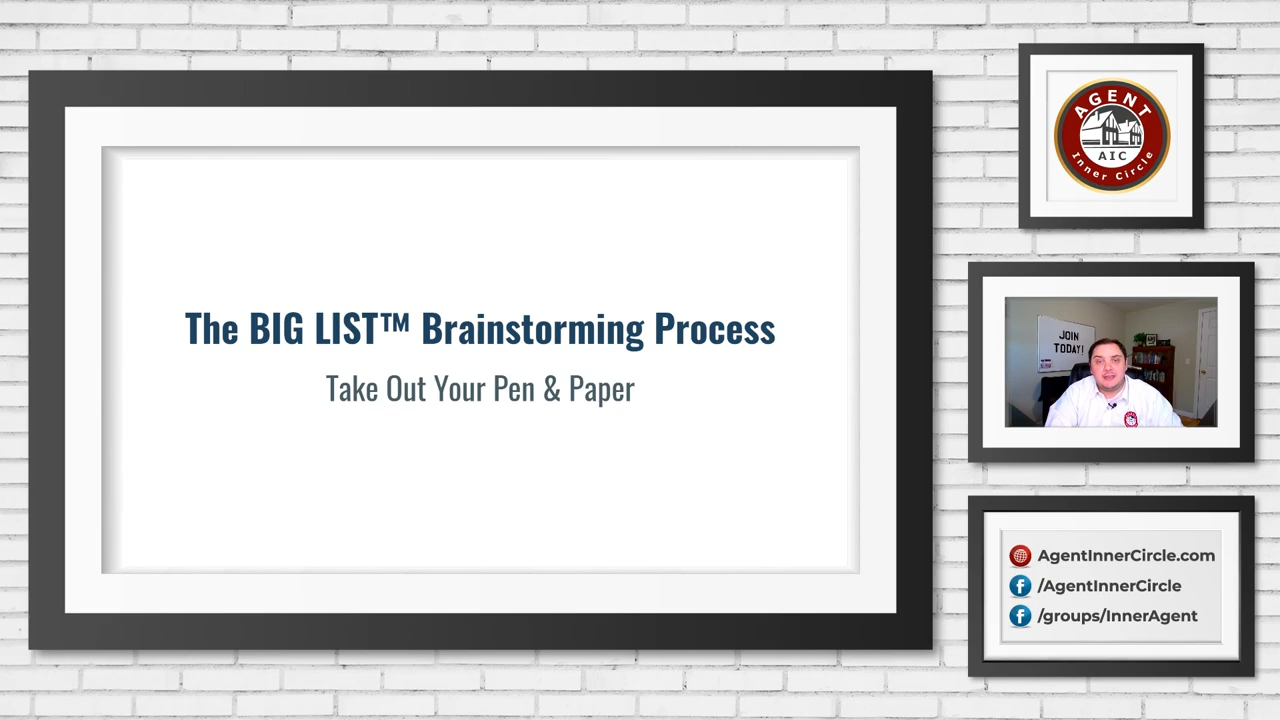 The BIG LIST™ Brainstorming Process
Take Out Your Pen & Paper
AGENT
AIC
Inner Circle
JOIN
TODAY!
AgentInnerCircle.com
/AgentInnerCircle
/groups/InnerAgent